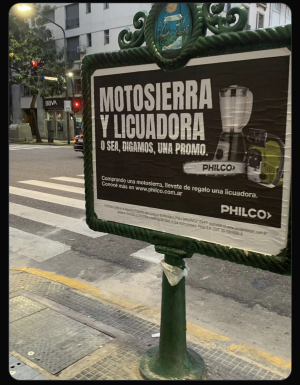 BBVA
MOTOSIERRA
Y LICUADORA
O SEA, DIGAMOS, UNA PROMO.
PHILCO
Comprando una motosierra, llevate de regalo una licuadora.
Conocé más en www.philco.com.ar
PHILCO